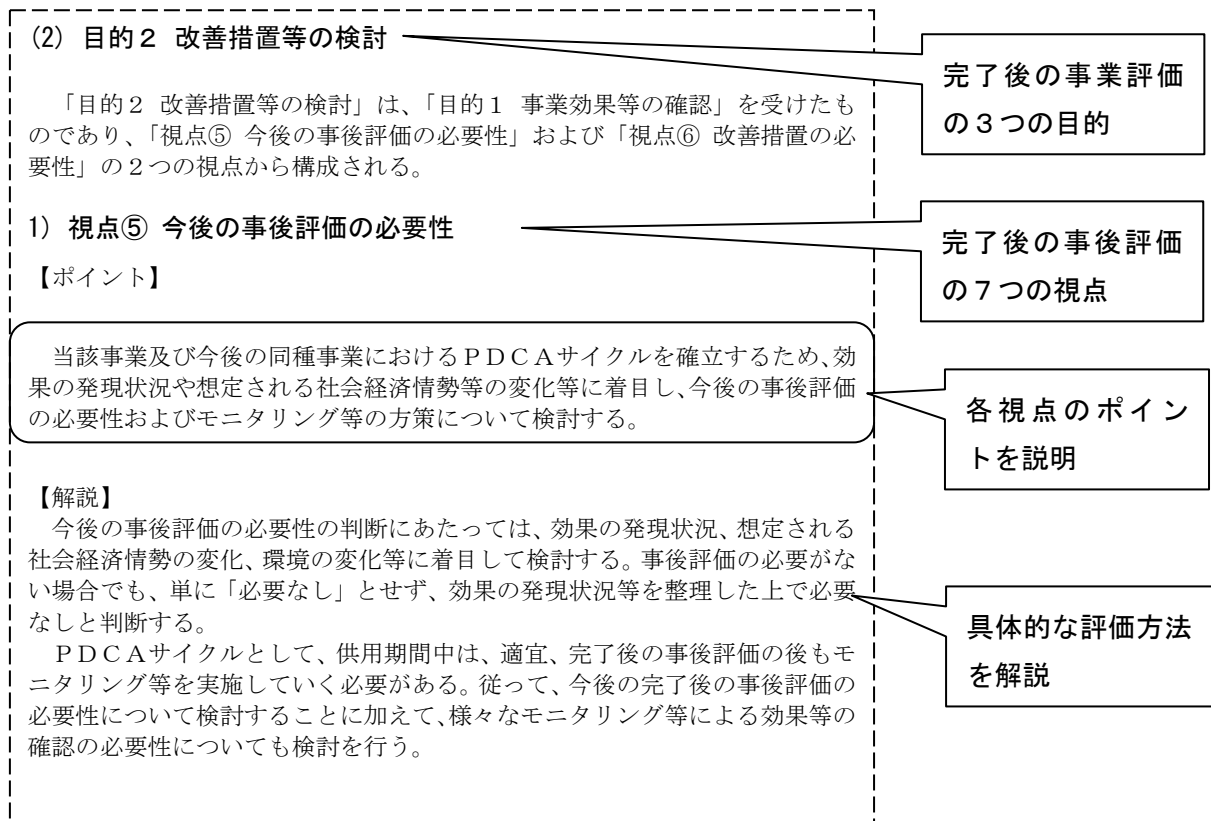 (2) 目的２ 改善措置等の検討
完了後の事業評価
の３つの目的
「目的２ 改善措置等の検討」は、「目的１ 事業効果等の確認」を受けたも
のであり、「視点⑤ 今後の事後評価の必要性」および「視点⑥ 改善措置の必
要性」の２つの視点から構成される。
1) 視点⑤ 今後の事後評価の必要性
完了後の事後評価
の７つの視点
【ポイント】
当該事業及び今後の同種事業におけるＰＤＣＡサイクルを確立するため、効
果の発現状況や想定される社会経済情勢等の変化等に着目し、今後の事後評価
の必要性およびモニタリング等の方策について検討する。
各視点のポイン
トを説明
【解説】
今後の事後評価の必要性の判断にあたっては、効果の発現状況、想定される
社会経済情勢の変化、環境の変化等に着目して検討する。事後評価の必要がな
い場合でも、単に「必要なし」とせず、効果の発現状況等を整理した上で必要
なしと判断する。
ＰＤＣＡサイクルとして、供用期間中は、適宜、完了後の事後評価の後もモ
ニタリング等を実施していく必要がある。従って、今後の完了後の事後評価の
必要性について検討することに加えて、様々なモニタリング等による効果等の
確認の必要性についても検討を行う。
具体的な評価方法
を解説